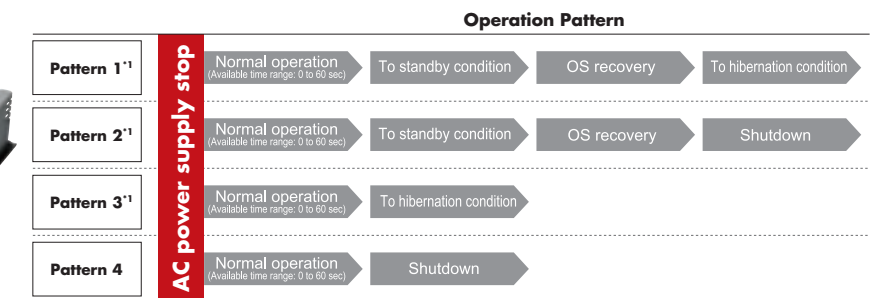 Operation Pattern
AC power supply stop
Pattern 1*1
Normal operation
(Available time range: 0 to 60 sec)
To standby condition
OS recovery
To hibernation condition
Pattern 2*1
Normal operation
(Available time range: 0 to 60 sec)
To standby condition
OS recovery
Shutdown
Pattern 3*1
Normal operation
(Available time range: 0 to 60 sec)
To hibernation condition
Pattern 4
Normal operation
(Available time range: 0 to 60 sec)
Shutdown